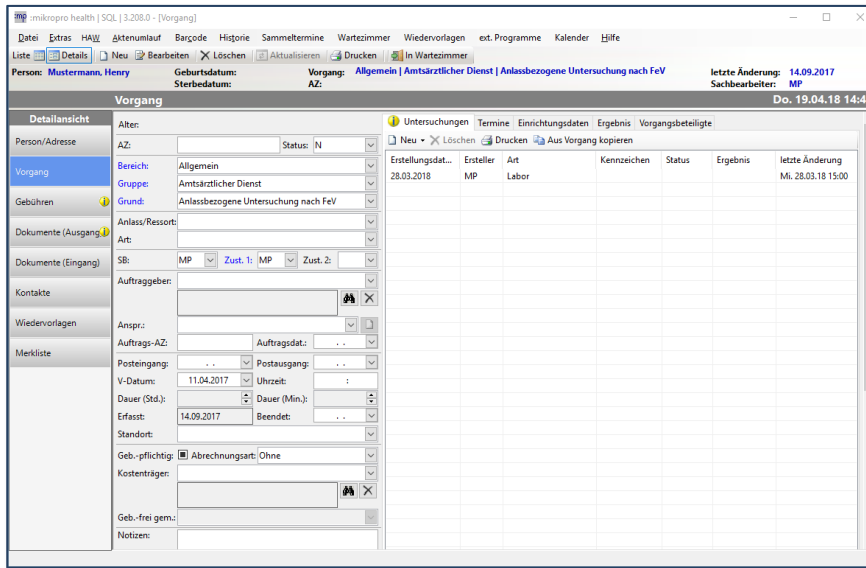 :mp :mikropro health | SQL | 3.208.0 - [Vorgang]
Datei Extras HAW Aktenumlauf Barcode Historie Sammeltermine Wartezimmer Wiedervorlagen ext. Programme Kalender Hilfe
Liste Details Neu Bearbeiten Löschen Aktualisieren Drucken In Wartezimmer
Person: Mustermann, Henry Geburtsdatum: Vorgang: Allgemein | Amtsärztlicher Dienst | Anlassbezogene Untersuchung nach FeV letzte Änderung: 14.09.2017
Sterbedatum: AZ: Sachbearbeiter: MP
Vorgang Do. 19.04.18 14:4
Detailansicht
Person/Adresse
Vorgang
Gebühren
Dokumente (Ausgang
Dokumente (Eingang)
Kontakte
Wiedervorlagen
Merkliste
Alter:
AZ: Status: N
Bereich: Allgemein
Gruppe: Amtsärztlicher Dienst
Grund: Anlassbezogene Untersuchung nach FeV
Anlass/Ressort:
Art:
SB: MP Zust. 1: MP Zust. 2:
Auftraggeber:
Anspr.:
Auftrags-AZ: Auftragsdat.: . .
Posteingang: . . Postausgang: . .
V-Datum: 11.04.2017 Uhrzeit: :
Dauer (Std.): Dauer (Min.):
Erfasst: 14.09.2017 Beendet: . .
Standort:
Geb.-pflichtig: Abrechnungsart: Ohne
Kostenträger:
Geb.-frei gem.:
Notizen:
Untersuchungen Termine Einrichtungsdaten Ergebnis Vorgangsbeteiligte
Neu Löschen Drucken Aus Vorgang kopieren
Erstellungsdat... Ersteller Art Kennzeichen Status Ergebnis letzte Änderung
28.03.2018 MP Labor Mi. 28.03.18 15:00